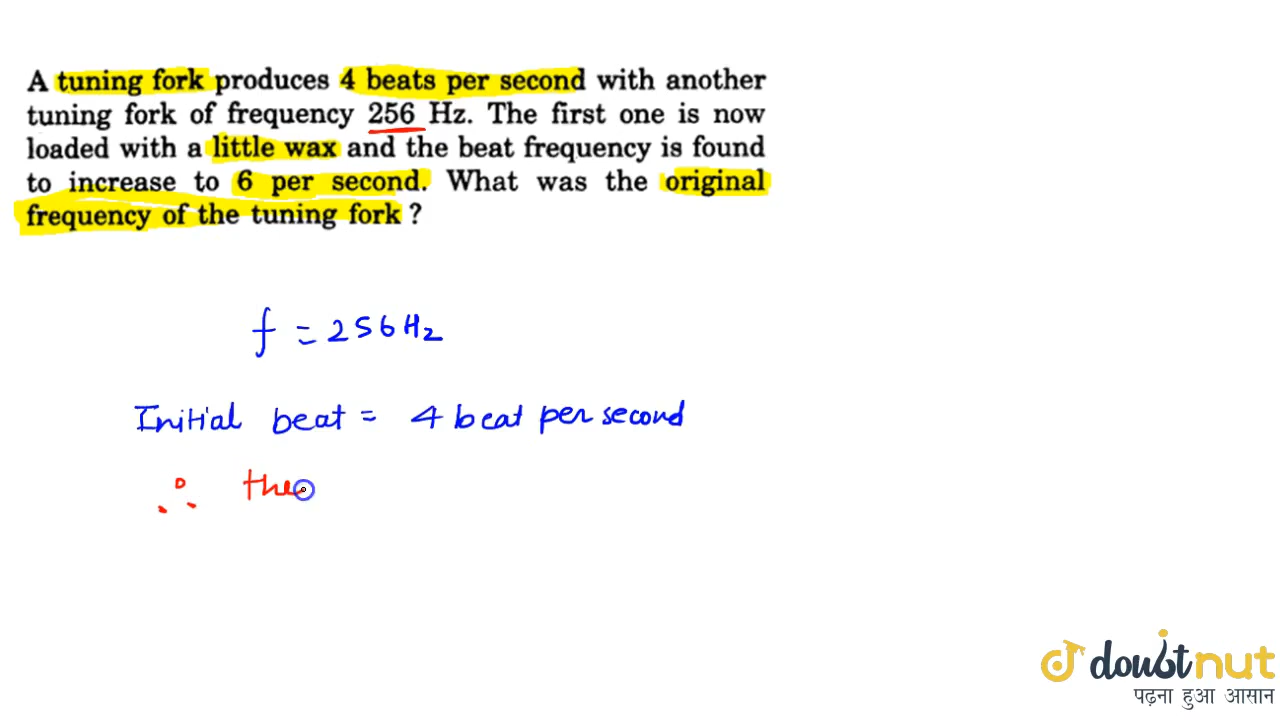 A tuning fork produces 4 beats per second with another
tuning fork of frequency 256 Hz. The first one is now
loaded with a little wax and the beat frequency is found
to increase to 6 per second. What was the original
frequency of the tuning fork ?
f = 256 Hz
Initial beat = 4 beat per second
∴ the
doubtnut
पढ़ना हुआ आसान